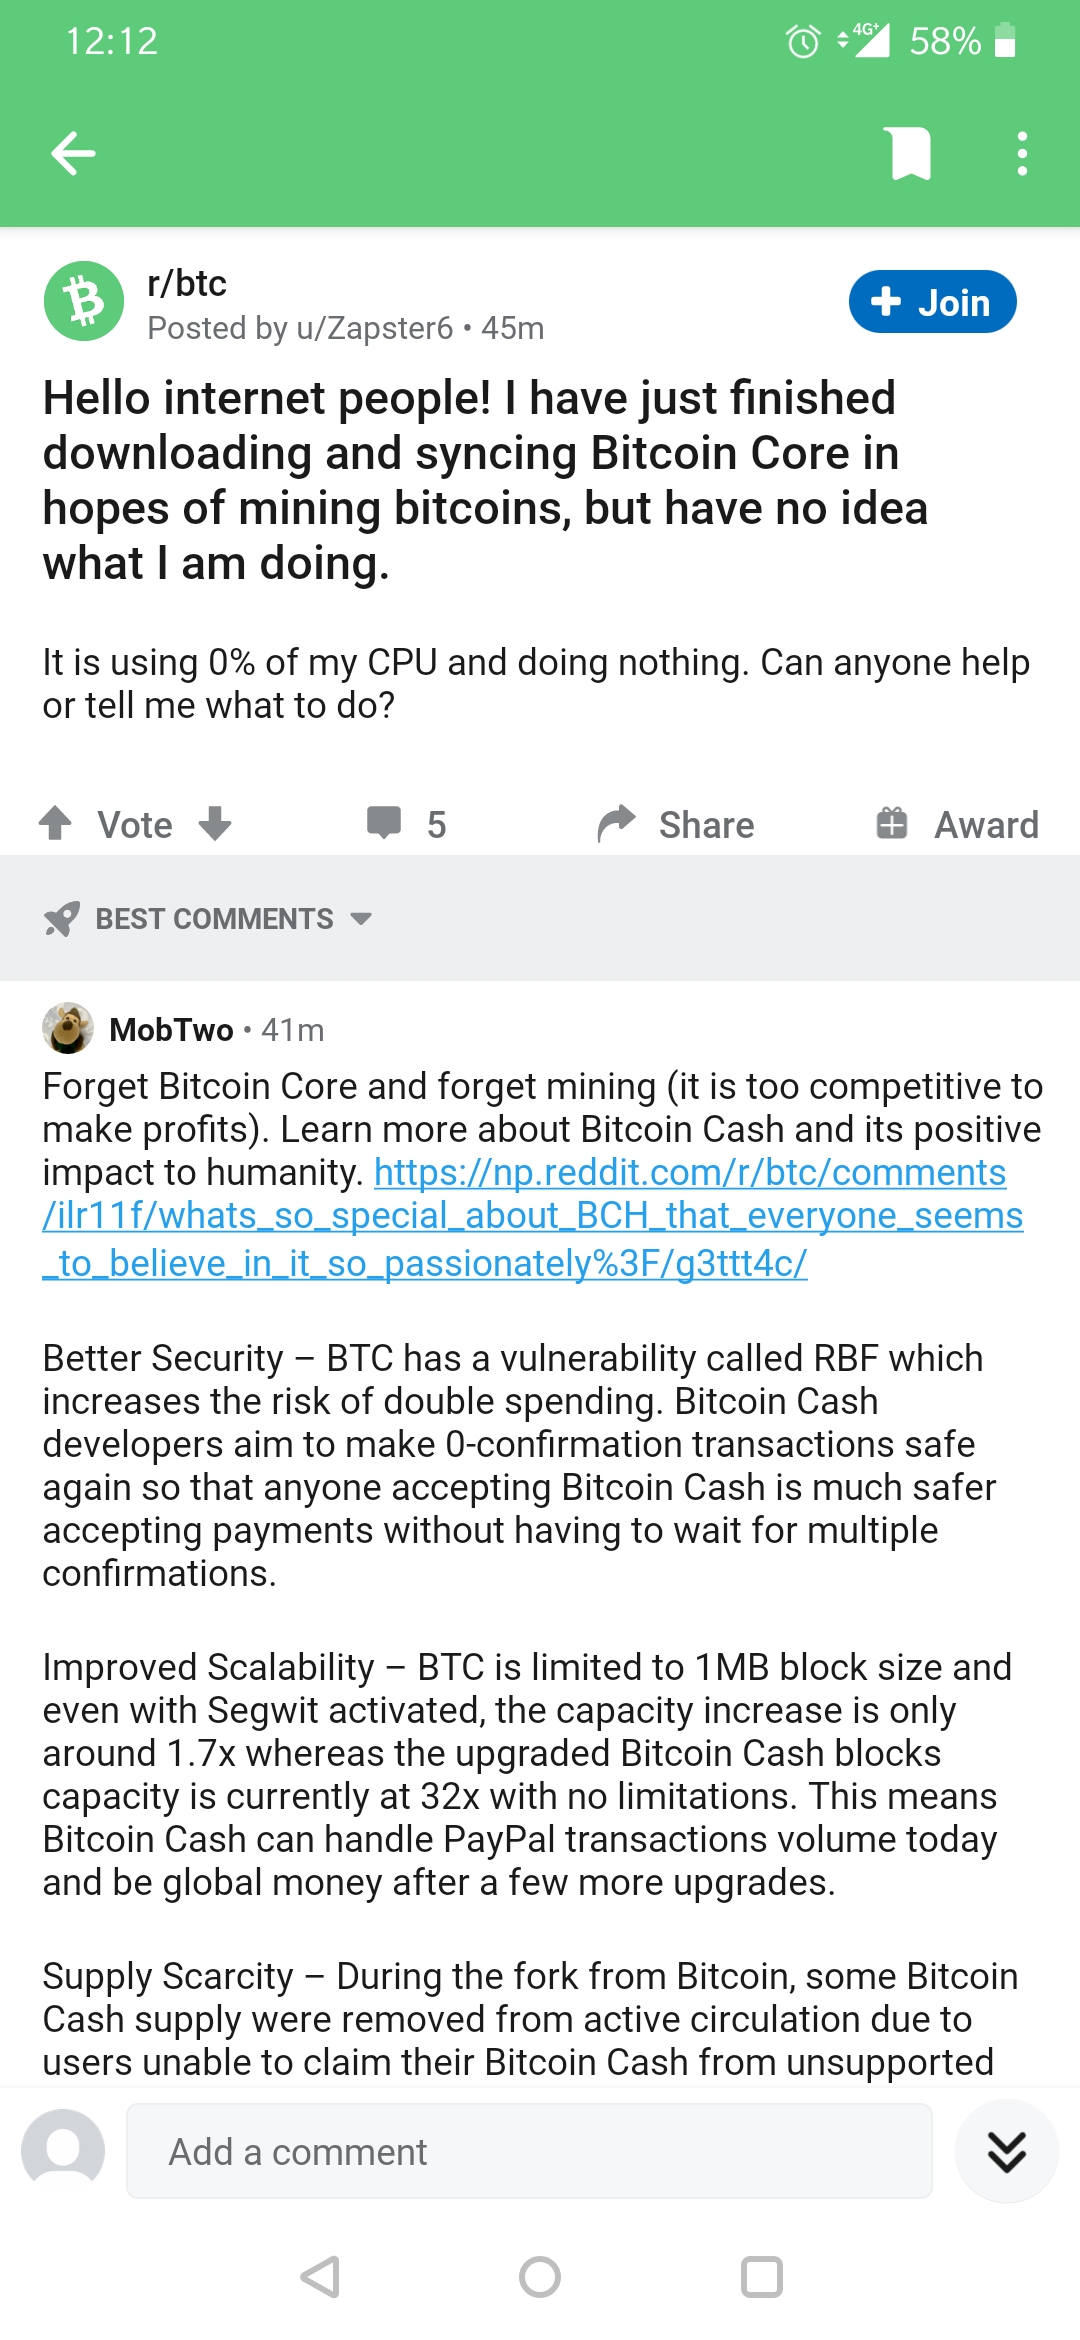 12:12
4G+ 58%
r/btc
Posted by u/Zapster6 • 45m
Join
Hello internet people! I have just finished
downloading and syncing Bitcoin Core in
hopes of mining bitcoins, but have no idea
what I am doing.
It is using 0% of my CPU and doing nothing. Can anyone help
or tell me what to do?
Vote 5 Share Award
BEST COMMENTS
MobTwo • 41m
Forget Bitcoin Core and forget mining (it is too competitive to
make profits). Learn more about Bitcoin Cash and its positive
impact to humanity. https://np.reddit.com/r/btc/comments
/ilr11f/whats_so_special_about_BCH_that_everyone_seems
_to_believe_in_it_so_passionately%3F/g3ttt4c/
Better Security – BTC has a vulnerability called RBF which
increases the risk of double spending. Bitcoin Cash
developers aim to make 0-confirmation transactions safe
again so that anyone accepting Bitcoin Cash is much safer
accepting payments without having to wait for multiple
confirmations.
Improved Scalability – BTC is limited to 1MB block size and
even with Segwit activated, the capacity increase is only
around 1.7x whereas the upgraded Bitcoin Cash blocks
capacity is currently at 32x with no limitations. This means
Bitcoin Cash can handle PayPal transactions volume today
and be global money after a few more upgrades.
Supply Scarcity – During the fork from Bitcoin, some Bitcoin
Cash supply were removed from active circulation due to
users unable to claim their Bitcoin Cash from unsupported
Add a comment